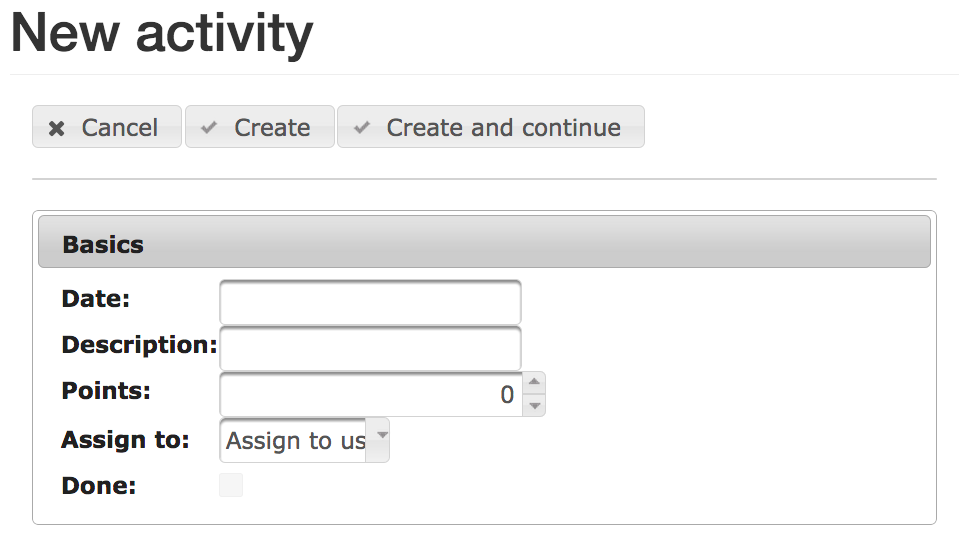 New activity
Cancel Create Create and continue
Basics
Date:
Description:
Points: 0
Assign to: Assign to us
Done: